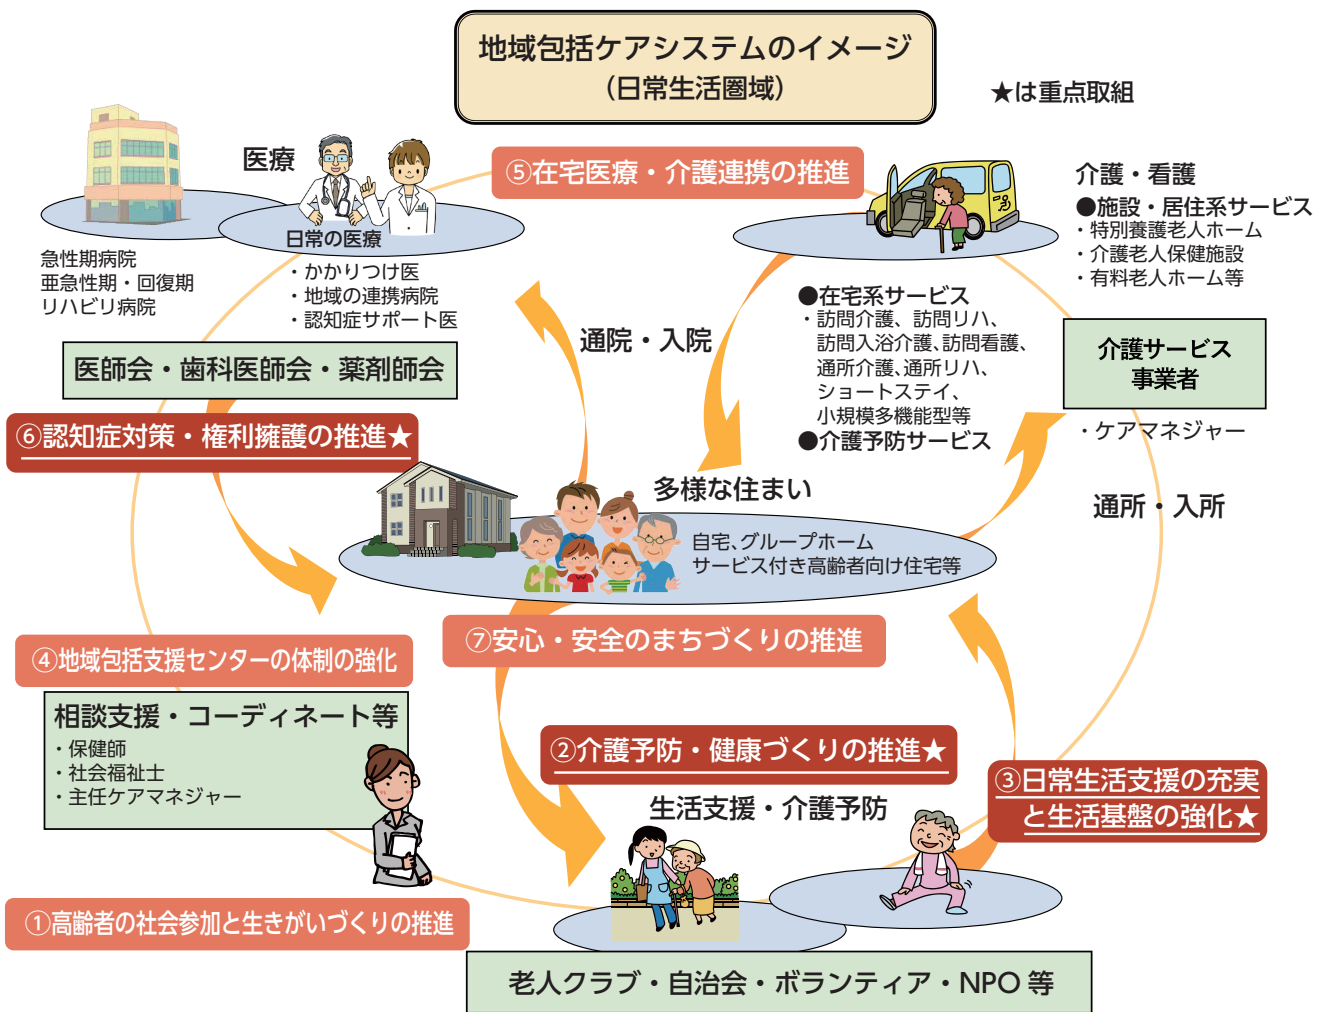 地域包括ケアシステムのイメージ
（日常生活圏域）
★は重点取組
医療
⑤在宅医療・介護連携の推進
日常の医療
急性期病院
亜急性期・回復期
リハビリ病院
・かかりつけ医
・地域の連携病院
・認知症サポート医
医師会・歯科医師会・薬剤師会
⑥認知症対策・権利擁護の推進★
通院・入院
介護・看護
●施設・居住系サービス
・特別養護老人ホーム
・介護老人保健施設
・有料老人ホーム等
●在宅系サービス
・訪問介護、訪問リハ、
訪問入浴介護、訪問看護、
通所介護、通所リハ、
ショートステイ、
小規模多機能型等
●介護予防サービス
介護サービス
事業者
・ケアマネジャー
通所・入所
多様な住まい
自宅、グループホーム
サービス付き高齢者向け住宅等
⑦安心・安全のまちづくりの推進
④地域包括支援センターの体制の強化
相談支援・コーディネート等
・保健師
・社会福祉士
・主任ケアマネジャー
②介護予防・健康づくりの推進★
生活支援・介護予防
③日常生活支援の充実
と生活基盤の強化★
①高齢者の社会参加と生きがいづくりの推進
老人クラブ・自治会・ボランティア・NPO 等